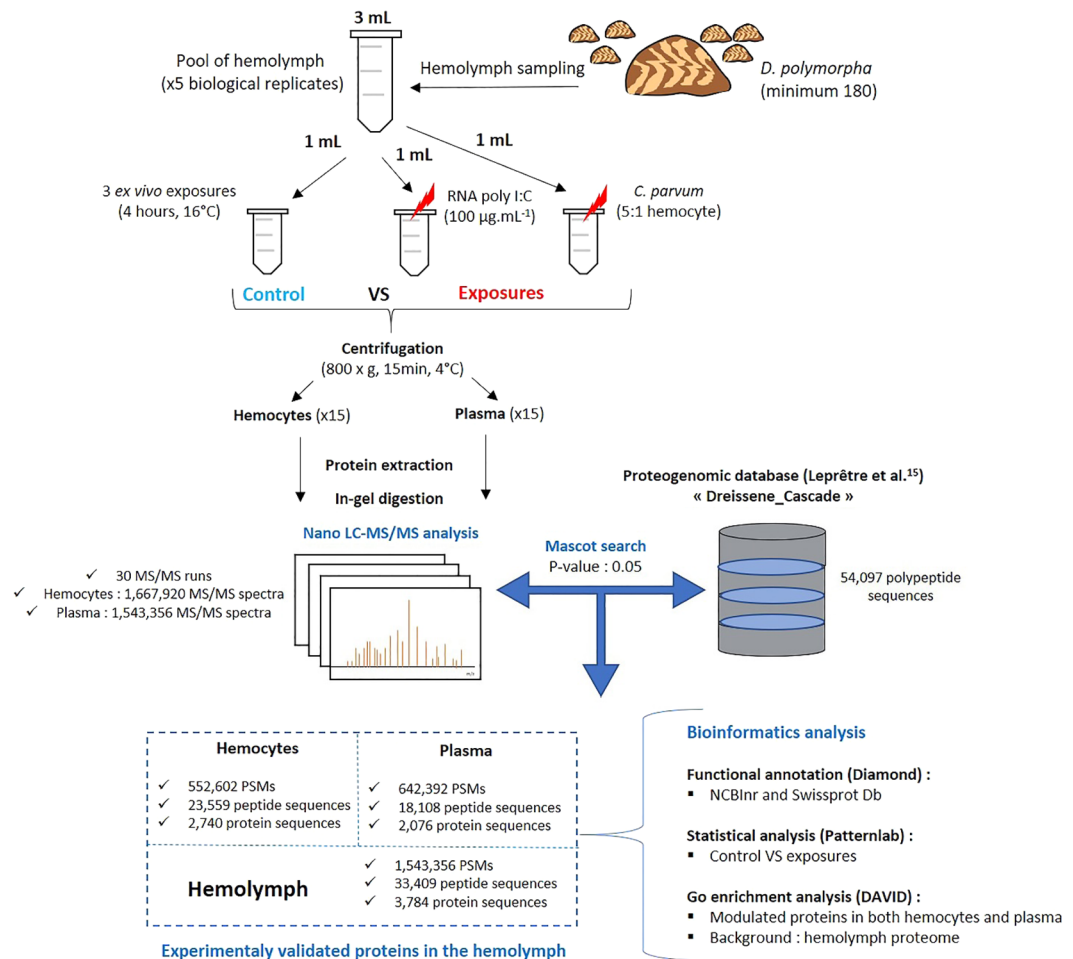 3 mL
Pool of hemolymph
(x5 biological replicates)
Hemolymph sampling
D. polymorpha
(minimum 180)
1 mL
1 mL
1 mL
3 ex vivo exposures
(4 hours, 16°C)
RNA poly I:C
(100 µg.mL-1)
C. parvum
(5:1 hemocyte)
Control
VS
Exposures
Centrifugation
(800 x g, 15min, 4°C)
Hemocytes (x15)
Plasma (x15)
Protein extraction
In-gel digestion
Nano LC-MS/MS analysis
✓ 30 MS/MS runs
✓ Hemocytes : 1,667,920 MS/MS spectra
✓ Plasma : 1,543,356 MS/MS spectra
m/z
Mascot search
P-value : 0.05
Proteogenomic database (Leprêtre et al.15)
« Dreissene_Cascade »
54,097 polypeptide
sequences
Hemocytes
✓ 552,602 PSMs
✓ 23,559 peptide sequences
✓ 2,740 protein sequences
Plasma
✓ 642,392 PSMs
✓ 18,108 peptide sequences
✓ 2,076 protein sequences
Hemolymph
✓ 1,543,356 PSMs
✓ 33,409 peptide sequences
✓ 3,784 protein sequences
Experimentaly validated proteins in the hemolymph
Bioinformatics analysis
Functional annotation (Diamond) :
▪ NCBInr and Swissprot Db
Statistical analysis (Patternlab) :
▪ Control VS exposures
Go enrichment analysis (DAVID) :
▪ Modulated proteins in both hemocytes and plasma
▪ Background : hemolymph proteome